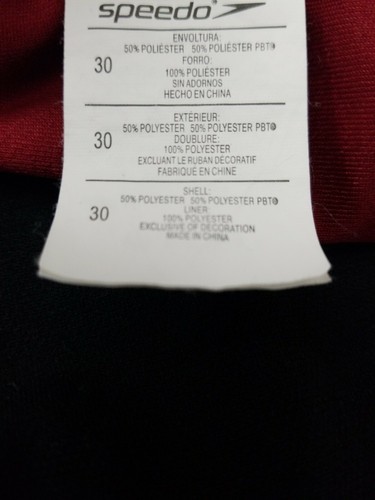 speedo
ENVOLTURA:
50% POLIÉSTER 50% POLIÉSTER PBT®
30 FORRO:
100% POLIÉSTER
SIN ADORNOS
HECHO EN CHINA
EXTÉRIEUR:
50% POLYESTER 50% POLYESTER PBT®
30 DOUBLURE:
100% POLYESTER
EXCLUANT LE RUBAN DÉCORATIF
FABRIQUÉ EN CHINE
SHELL:
50% POLYESTER 50% POLYESTER PBT®
30 LINER
100% POLYESTER
EXCLUSIVE OF DECORATION
MADE IN CHINA